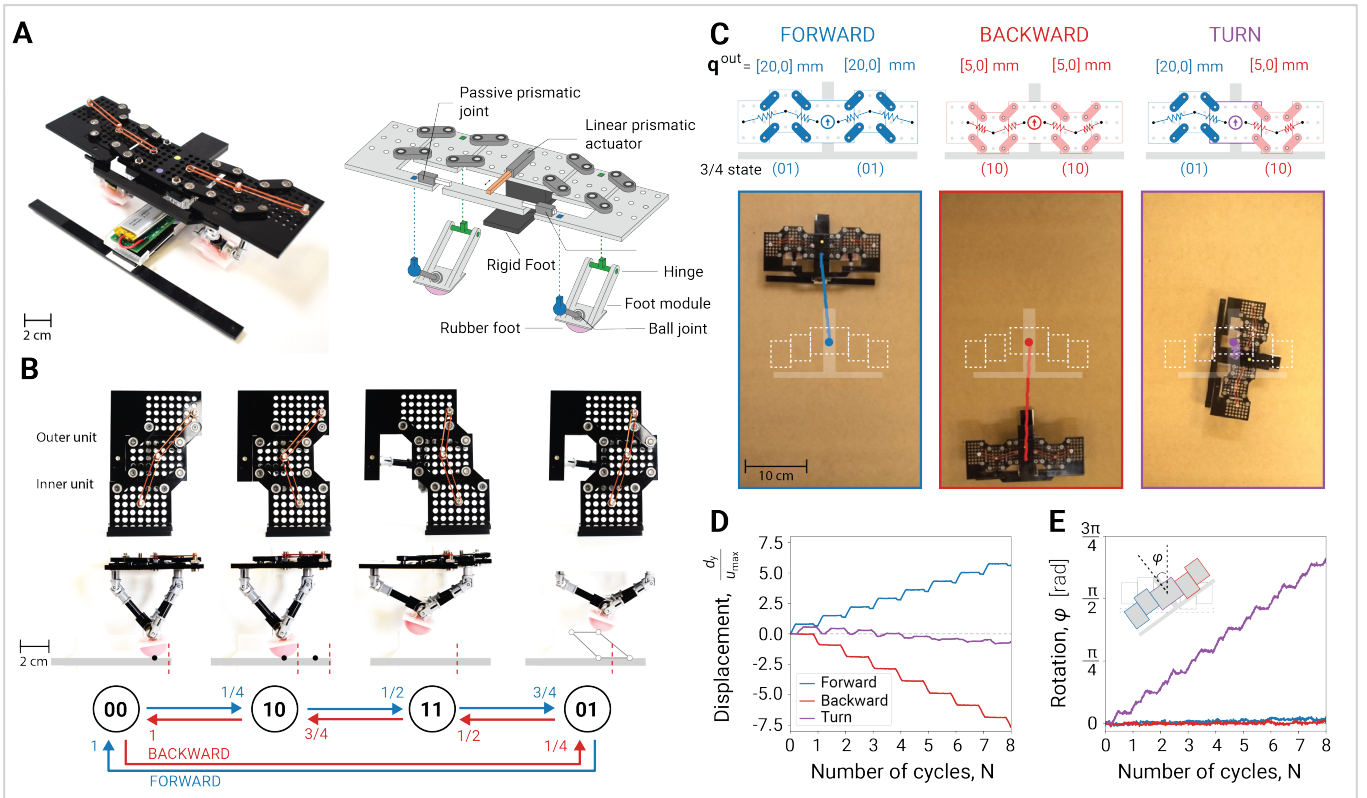 A
Passive prismatic
joint
Linear prismatic
actuator
Rigid Foot
Hinge
Foot module
Rubber foot
Ball joint
2 cm
B
Outer unit
Inner unit
2 cm
00
1/4
10
1/2
11
3/4
01
1
3/4
1/2
1/4
1
BACKWARD
FORWARD
C
FORWARD
BACKWARD
TURN
q^out = [20,0] mm [20,0] mm
[5,0] mm [5,0] mm
[20,0] mm [5,0] mm
3/4 state
(01) (01)
(10) (10)
(01) (10)
10 cm
D
Displacement, d_y/u_max
7.5
5.0
2.5
0.0
-2.5
-5.0
-7.5
Forward
Backward
Turn
0 1 2 3 4 5 6 7 8
Number of cycles, N
E
Rotation, φ [rad]
3π/4
π/2
π/4
0
φ
0 1 2 3 4 5 6 7 8
Number of cycles, N